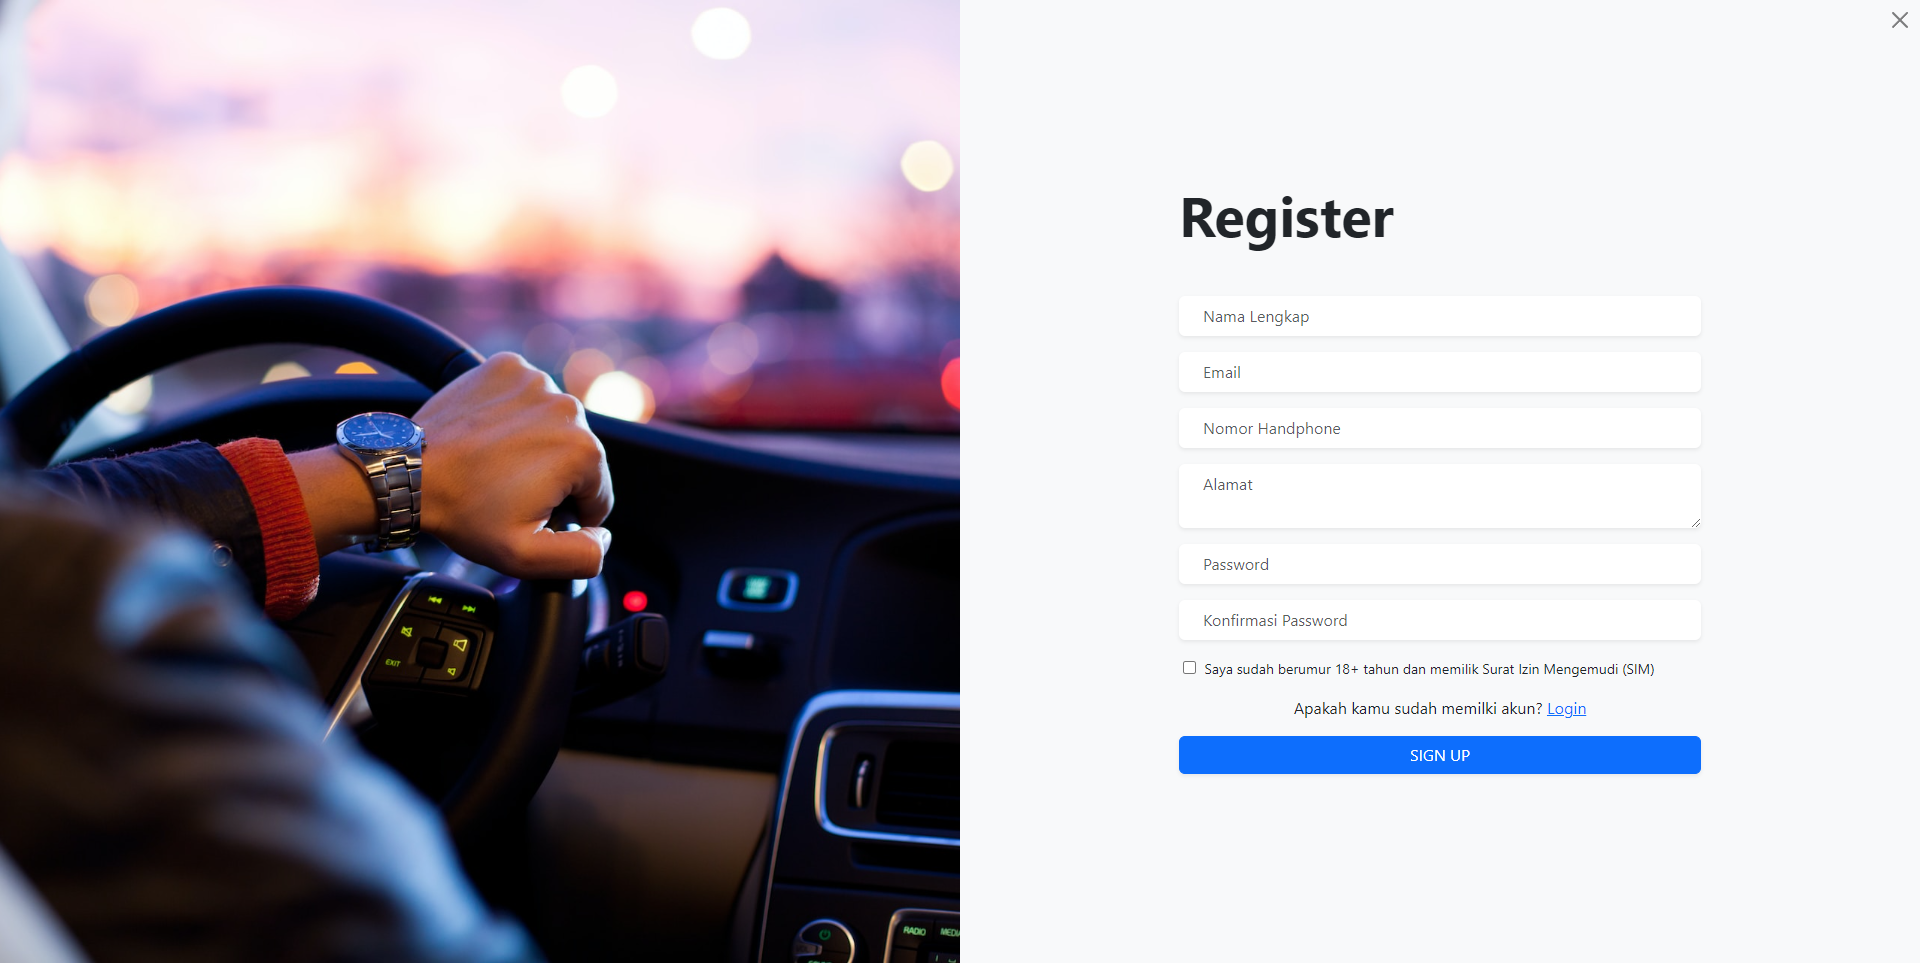 Register
Nama Lengkap
Email
Nomor Handphone
Alamat
Password
Konfirmasi Password
Saya sudah berumur 18+ tahun dan memilik Surat Izin Mengemudi (SIM)
Apakah kamu sudah memilki akun? Login
SIGN UP
EXIT
RADIO
MEDIA